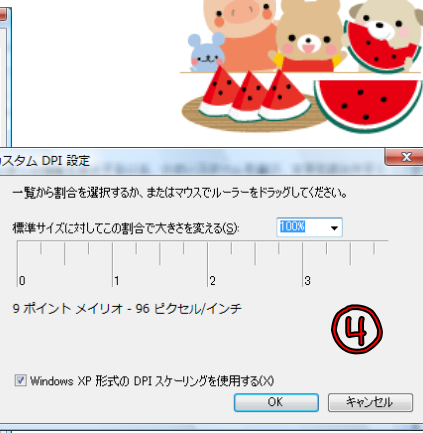 カスタム DPI 設定
一覧から割合を選択するか、またはマウスでルーラーをドラッグしてください。
標準サイズに対してこの割合で大きさを変える(S): 100%
0 1 2 3
9 ポイント メイリオ - 96 ピクセル/インチ
4
Windows XP 形式の DPI スケーリングを使用する(X)
OK キャンセル